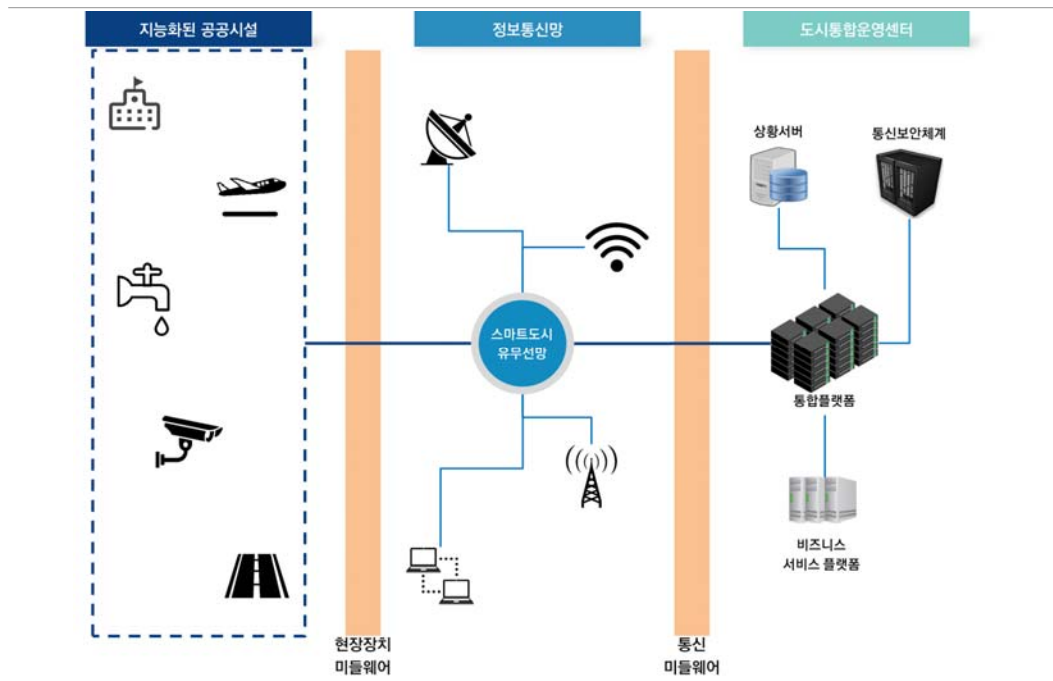 지능화된 공공시설
정보통신망
도시통합운영센터
상황서버
통신보안체계
스마트도시
유무선망
통합플랫폼
비즈니스
서비스 플랫폼
현장장치
미들웨어
통신
미들웨어